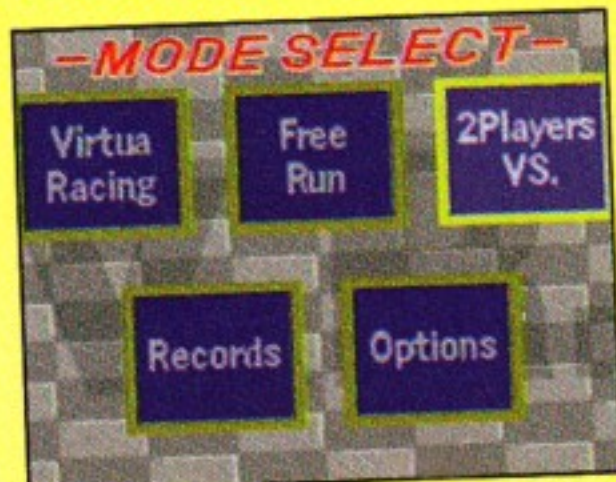 -MODE SELECT-
Virtua
Racing
Free
Run
2Players
VS.
Records
Options